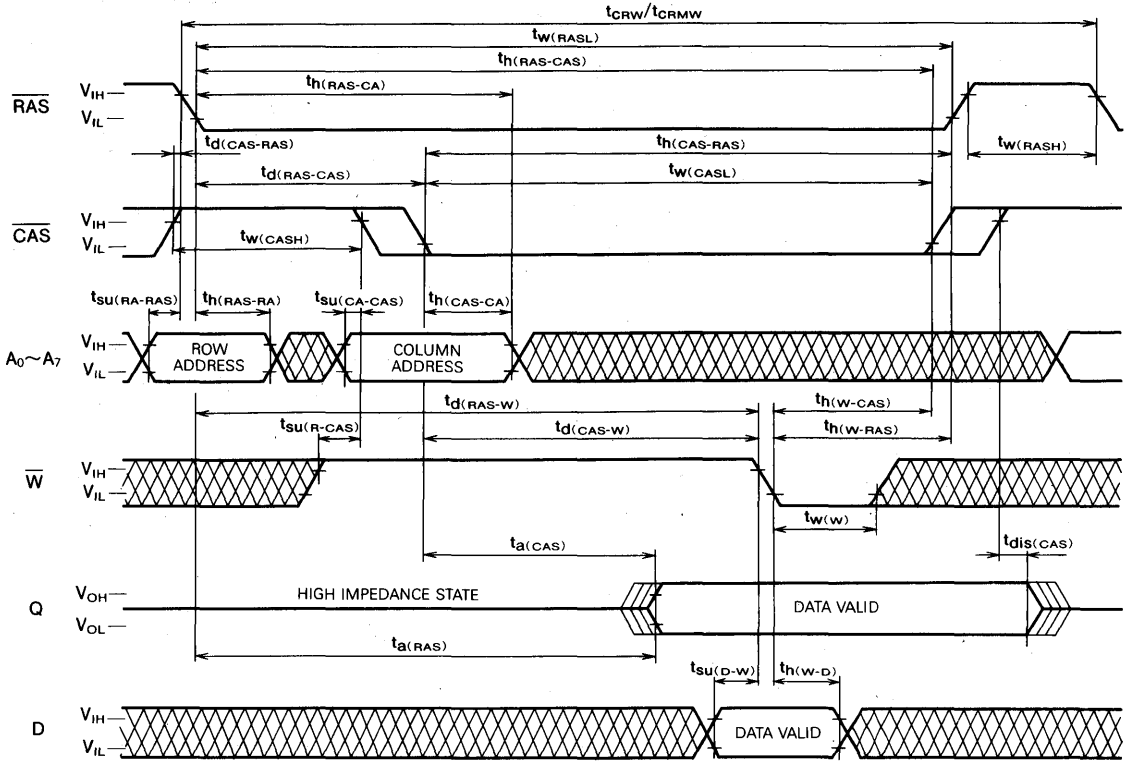 tCRW/tCRMW
tw(RASL)
th(RAS-CAS)
th(RAS-CA)
RAS
VIH
VIL
td(CAS-RAS)
th(CAS-RAS)
tw(RASH)
td(RAS-CAS)
tw(CASL)
CAS
VIH
VIL
tw(CASH)
tsu(RA-RAS)
th(RAS-RA)
tsu(CA-CAS)
th(CAS-CA)
A0~A7
VIH
VIL
ROW
ADDRESS
COLUMN
ADDRESS
td(RAS-W)
th(W-CAS)
tsu(R-CAS)
td(CAS-W)
th(W-RAS)
W
VIH
VIL
tw(W)
ta(CAS)
tdis(CAS)
Q
VOH
VOL
HIGH IMPEDANCE STATE
DATA VALID
ta(RAS)
tsu(D-W)
th(W-D)
D
VIH
VIL
DATA VALID